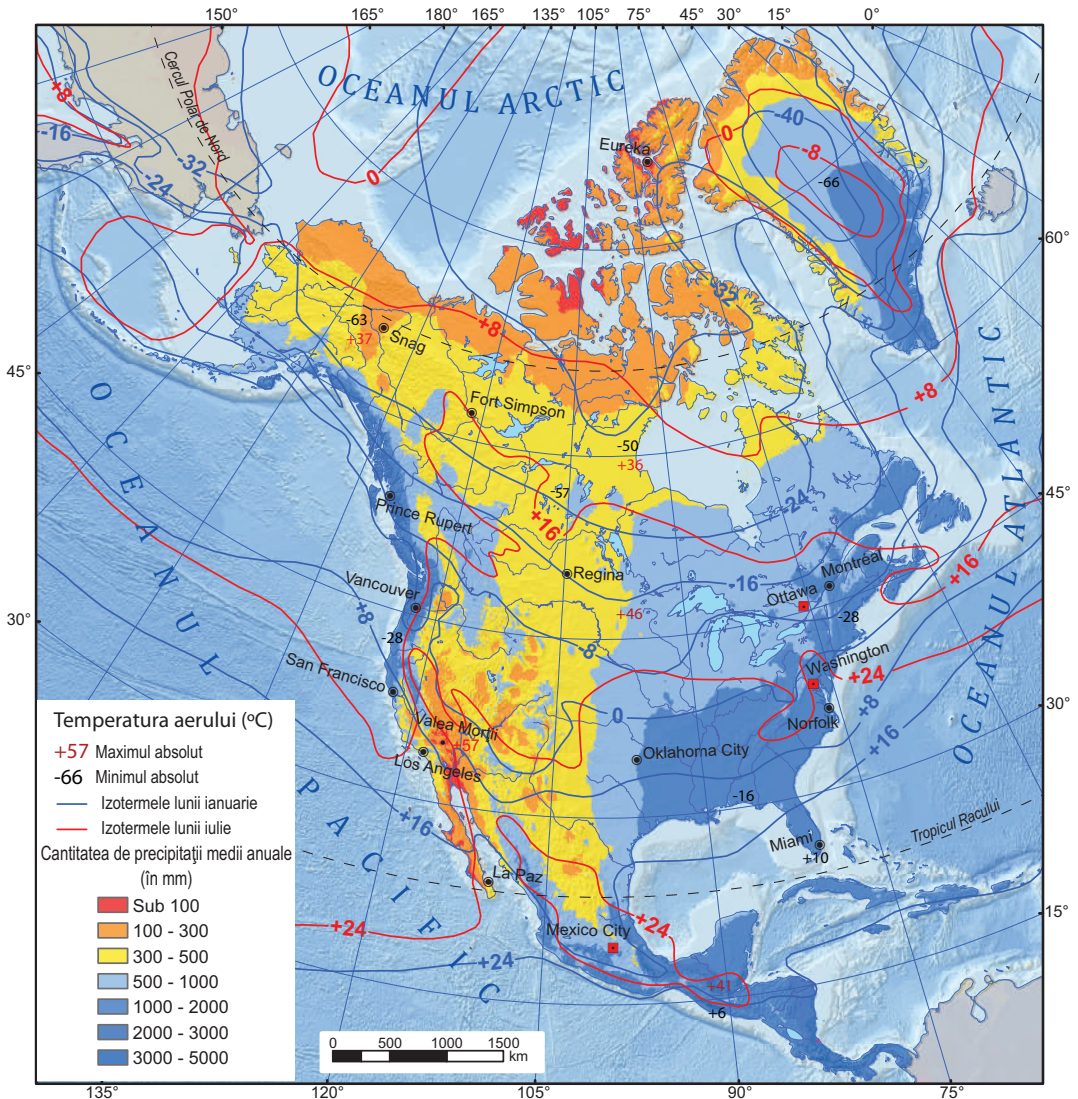 150°
165°
180°
165°
135°
105°
75°
45°
30°
15°
0°
OCEANUL ARCTIC
Cercul Polar de Nord
+8
-16
-32
-24
0
Eureka
0
-40
-8
-66
60°
-32
-63
+37
Snag
+8
45°
+8
Fort Simpson
-50
+36
-57
-24
45°
Prince Rupert
+16
+16
OCEANUL ATLANTIC
OCEANUL PACIFIC
Regina
-16
Montréal
Ottawa
Vancouver
+8
+46
-28
30°
-28
-8
Washington
San Francisco
+24
0
Norfolk
+8
30°
Valea Morții
+57
+16
Los Angeles
Oklahoma City
-16
+16
Miami
+10
Tropicul Racului
La Paz
+24
Mexico City
+24
15°
+24
+41
+6
Temperatura aerului (ºC)
+57 Maximul absolut
-66 Minimul absolut
Izotermele lunii ianuarie
Izotermele lunii iulie
Cantitatea de precipitaţii medii anuale
(în mm)
Sub 100
100 - 300
300 - 500
500 - 1000
1000 - 2000
2000 - 3000
3000 - 5000
0 500 1000 1500
km
135°
120°
105°
90°
75°